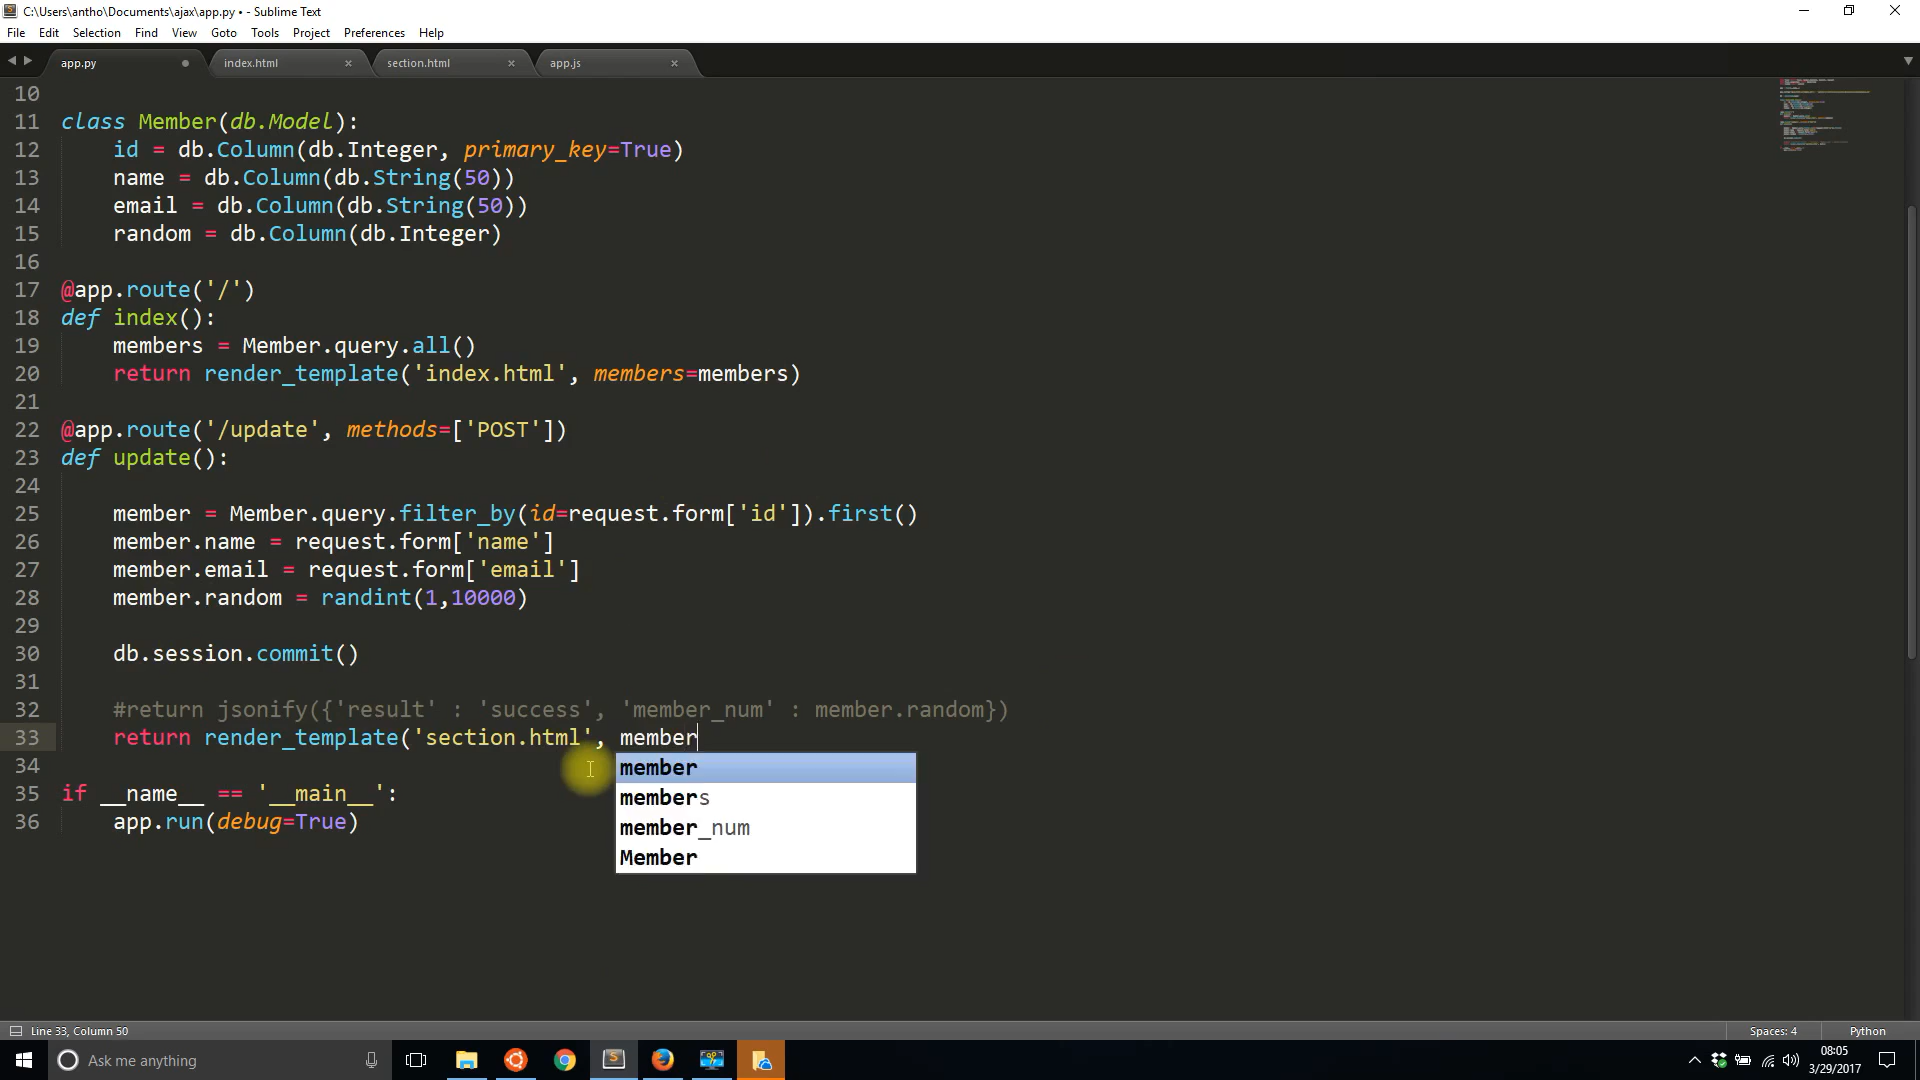 C:\Users\antho\Documents\ajax\app.py • - Sublime Text
File Edit Selection Find View Goto Tools Project Preferences Help
app.py index.html section.html app.js
10
11 class Member(db.Model):
12     id = db.Column(db.Integer, primary_key=True)
13     name = db.Column(db.String(50))
14     email = db.Column(db.String(50))
15     random = db.Column(db.Integer)
16
17 @app.route('/')
18 def index():
19     members = Member.query.all()
20     return render_template('index.html', members=members)
21
22 @app.route('/update', methods=['POST'])
23 def update():
24
25     member = Member.query.filter_by(id=request.form['id']).first()
26     member.name = request.form['name']
27     member.email = request.form['email']
28     member.random = randint(1,10000)
29
30     db.session.commit()
31
32     #return jsonify({'result' : 'success', 'member_num' : member.random})
33     return render_template('section.html', member
34 member
members
35 if __name__ == '__main__':
36     app.run(debug=True)
member_num
Member
Line 33, Column 50 Spaces: 4 Python
Ask me anything
08:05
3/29/2017